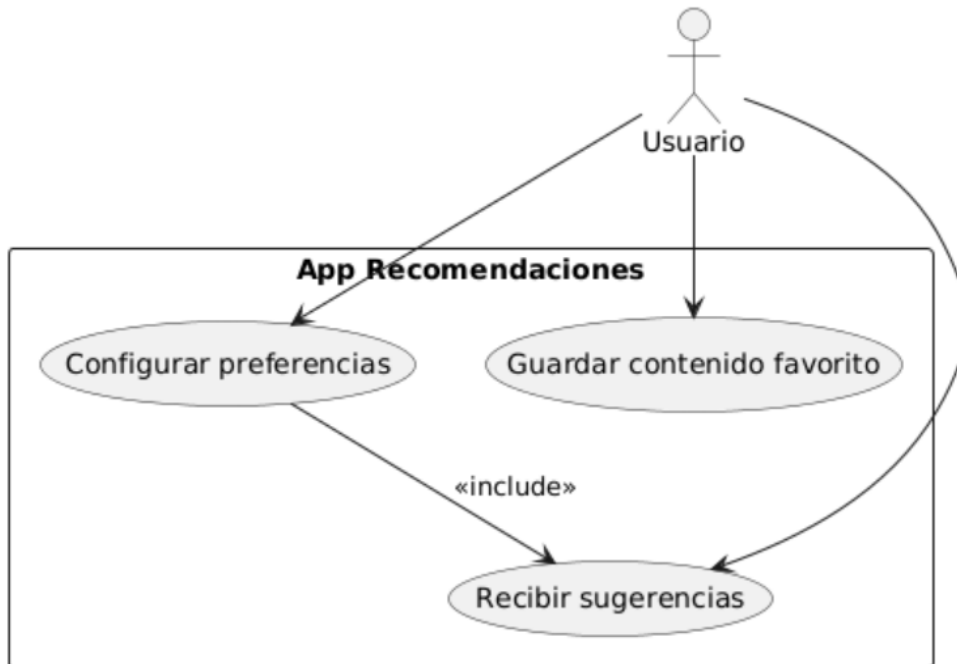 Usuario
App Recomendaciones
Configurar preferencias
Guardar contenido favorito
«include»
Recibir sugerencias